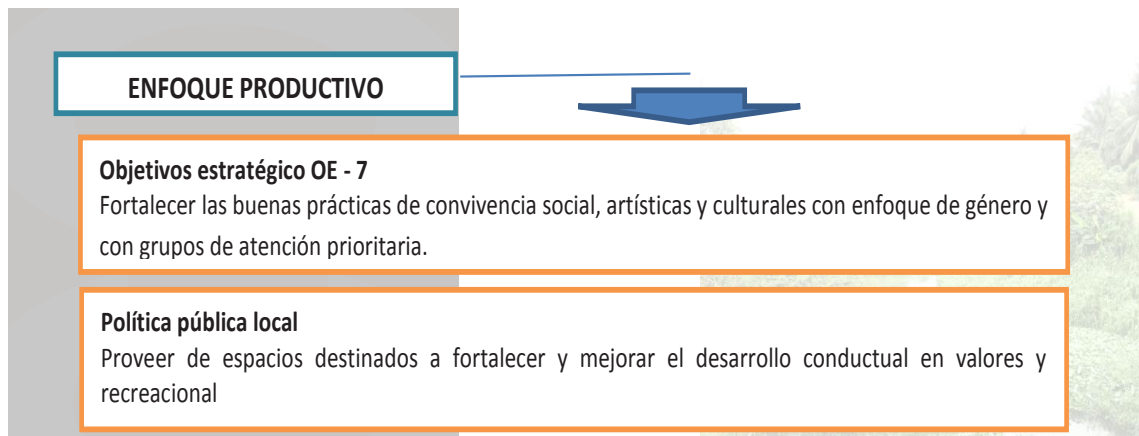 ENFOQUE PRODUCTIVO
Objetivos estratégico OE - 7
Fortalecer las buenas prácticas de convivencia social, artísticas y culturales con enfoque de género y
con grupos de atención prioritaria.
Política pública local
Proveer de espacios destinados a fortalecer y mejorar el desarrollo conductual en valores y
recreacional